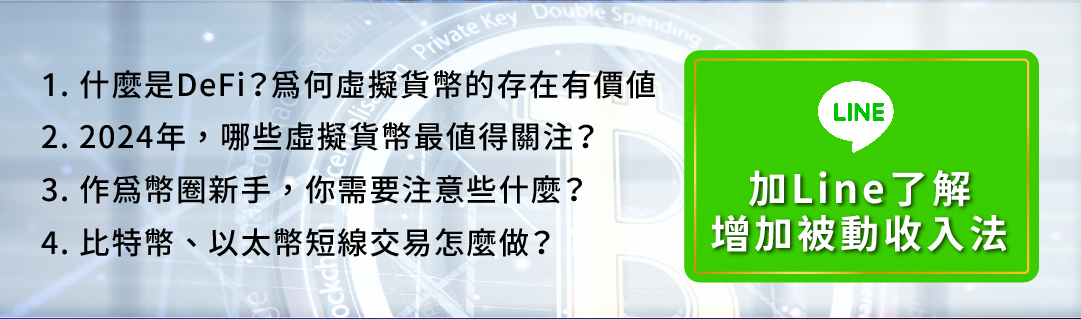 Private Key Double Spending
1. 什麼是DeFi？爲何虛擬貨幣的存在有價值
2. 2024年，哪些虛擬貨幣最值得關注？
3. 作爲幣圈新手，你需要注意些什麼？
4. 比特幣、以太幣短線交易怎麼做？
LINE
加Line了解
增加被動收入法